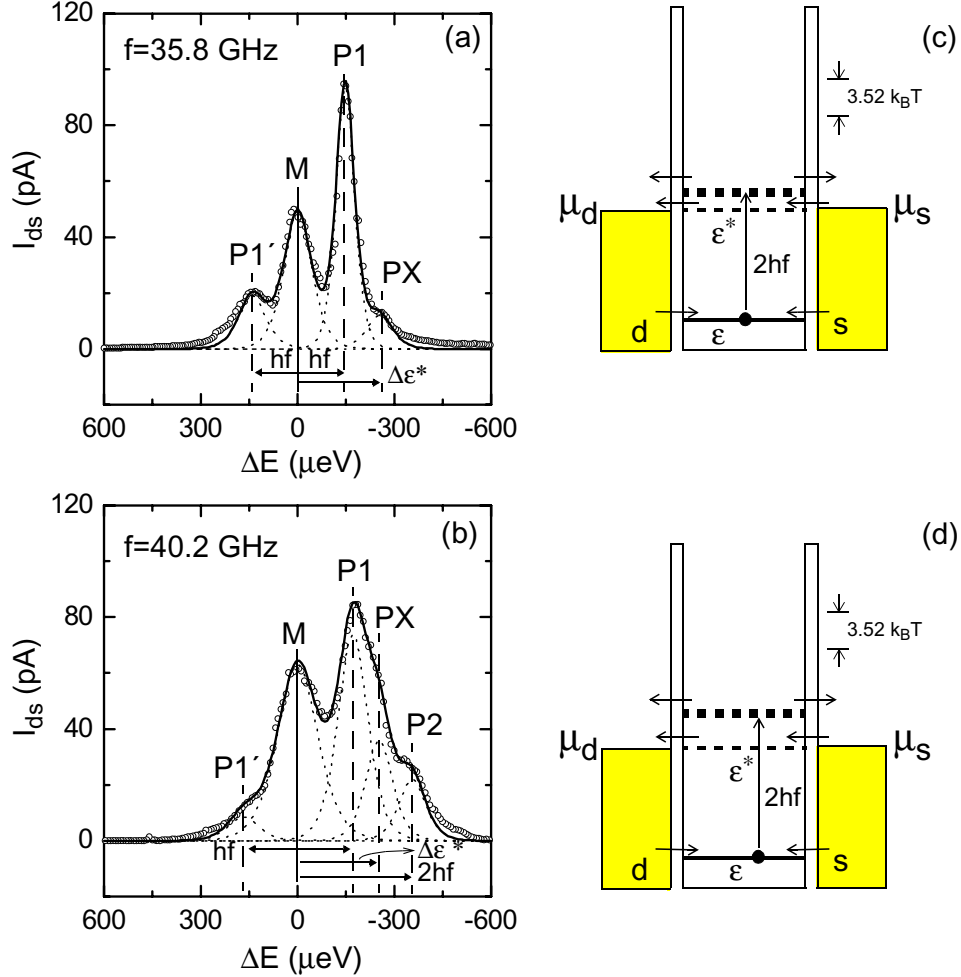 (a)
f=35.8 GHz
120
80
40
0
I_ds (pA)
P1
M
P1´
PX
hf hf
Δε*
600 300 0 -300 -600
ΔE (μeV)
(b)
f=40.2 GHz
120
80
40
0
I_ds (pA)
P1
PX
M
P2
P1´
hf
Δε*
2hf
600 300 0 -300 -600
ΔE (μeV)
(c)
3.52 k_BT
μ_d μ_s
ε*
2hf
d s
ε
(d)
3.52 k_BT
μ_d μ_s
ε*
2hf
d s
ε